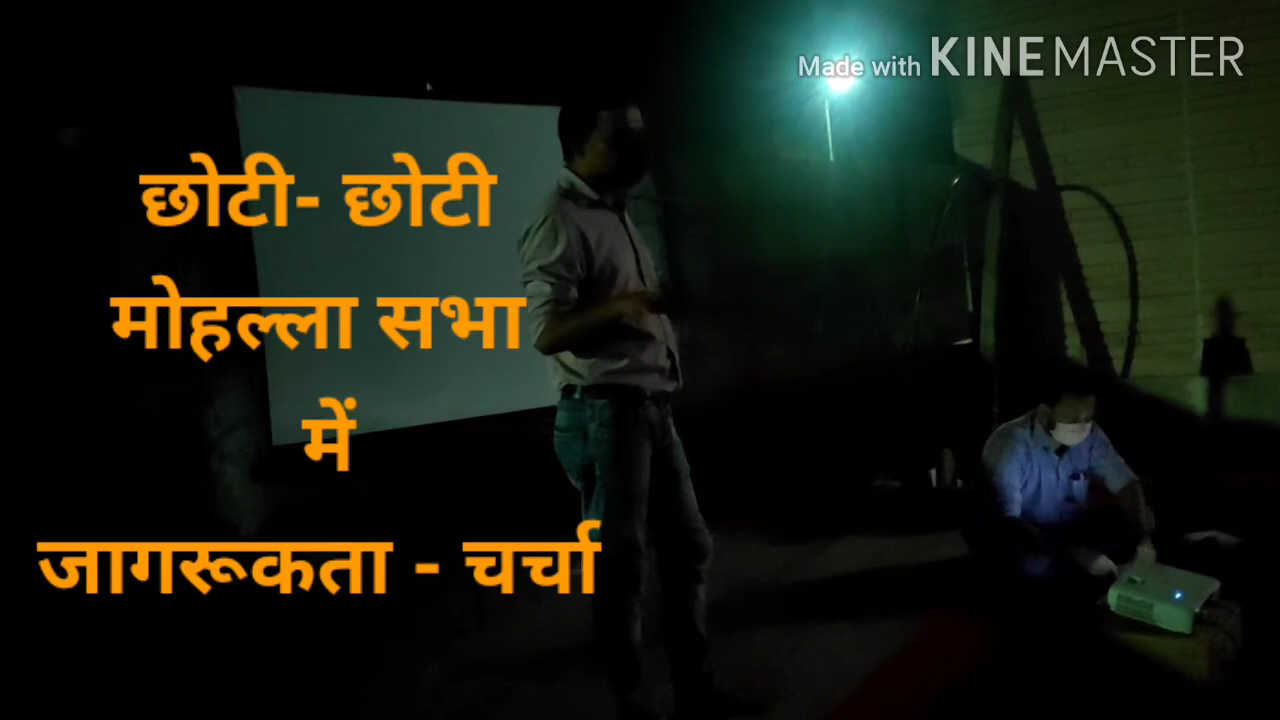 Made with KINEMASTER
छोटी- छोटी
मोहल्ला सभा
में
जागरूकता - चर्चा